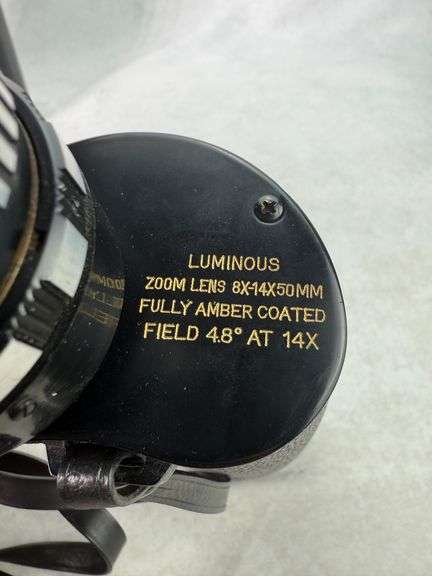 LUMINOUS
ZOOM LENS 8X-14X50MM
FULLY AMBER COATED
FIELD 4.8° AT 14X